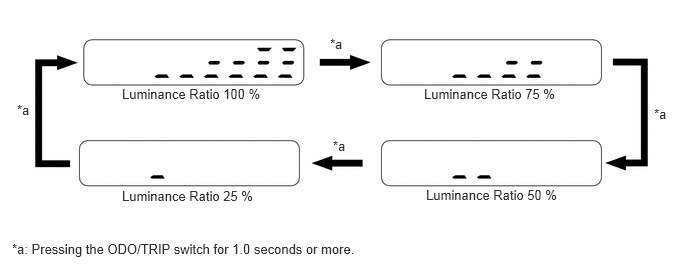 *a
Luminance Ratio 100 %
Luminance Ratio 75 %
*a
*a
*a
Luminance Ratio 25 %
Luminance Ratio 50 %
*a: Pressing the ODO/TRIP switch for 1.0 seconds or more.